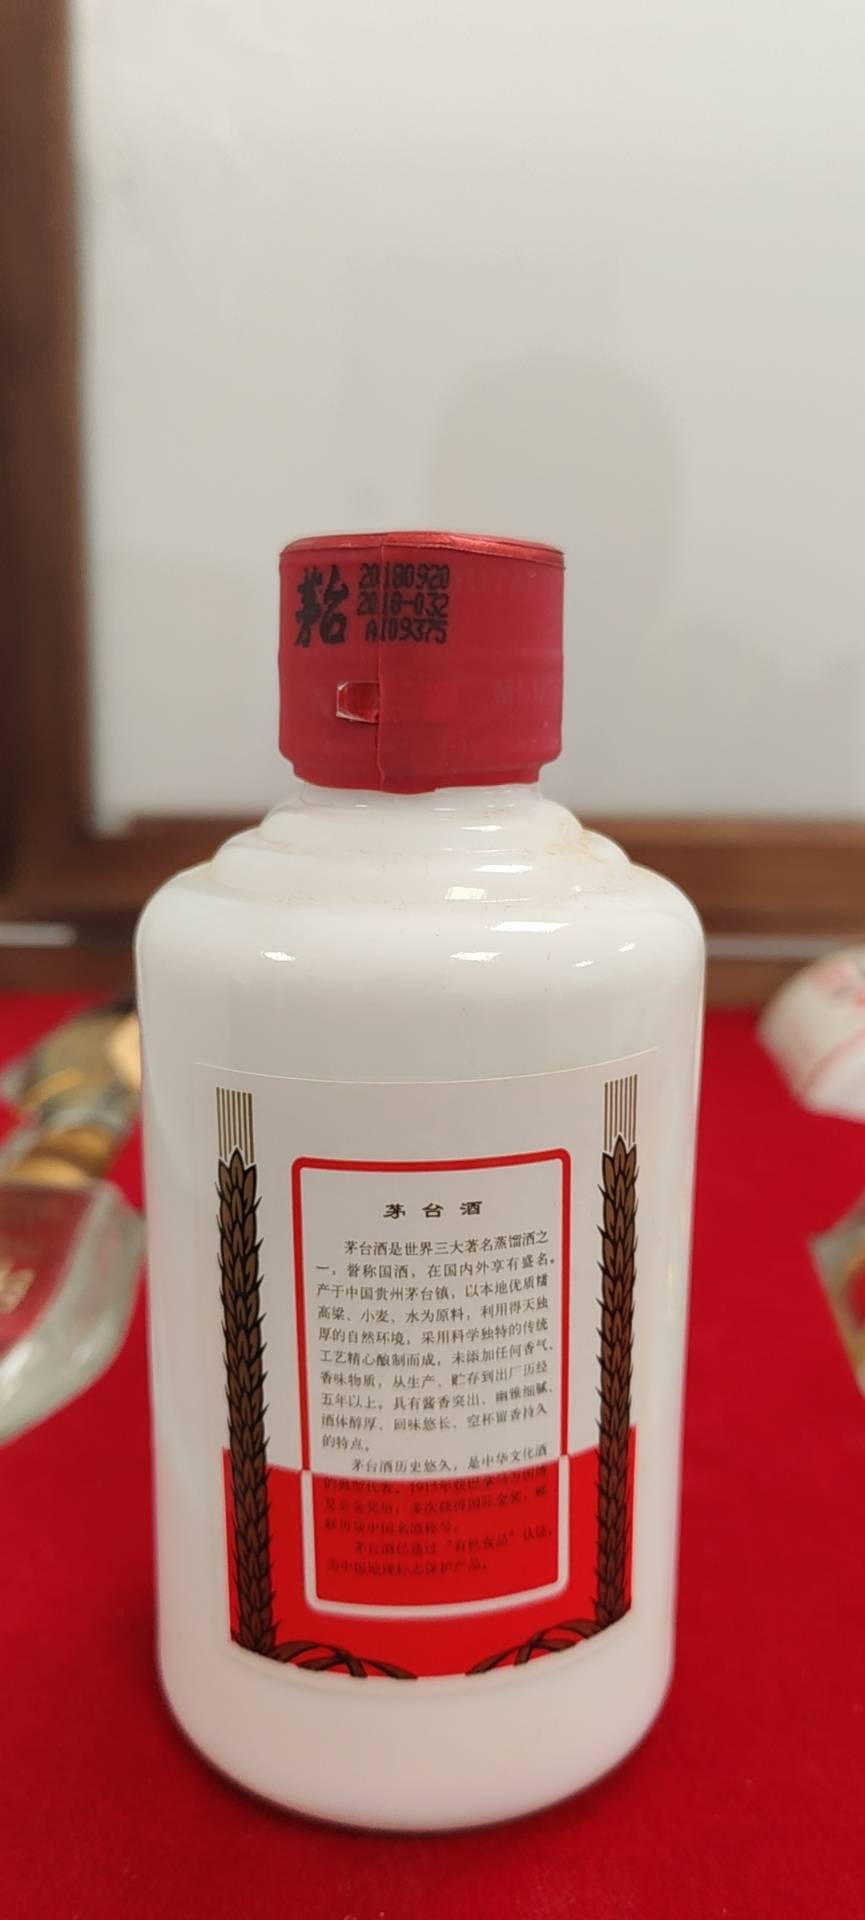 茅台
20180920
2018-032
A109375
茅台酒
茅台酒是世界三大著名蒸馏酒之
一，誉称国酒，在国内外享有盛名。
产于中国贵州茅台镇，以本地优质糯
高粱、小麦、水为原料，利用得天独
厚的自然环境，采用科学独特的传统
工艺精心酿制而成，未添加任何香气、
香味物质，从生产、贮存到出厂历经
五年以上，具有酱香突出、幽雅细腻、
酒体醇厚、回味悠长、空杯留香持久
的特点。
茅台酒历史悠久，是中华文化酒
的典型代表，1915年获巴拿马万国博
览会金奖后，多次获得国际金奖，蝉
联历届中国名酒称号。
茅台酒已通过“有机食品”认证，
为中国地理标志保护产品。